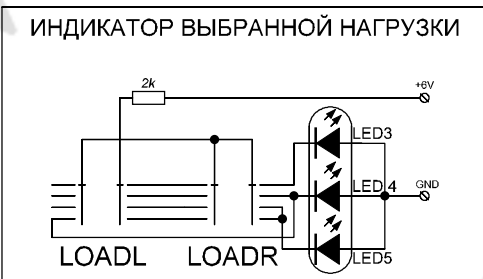 ИНДИКАТОР ВЫБРАННОЙ НАГРУЗКИ
2k
+6V
LED3
LED 4
GND
LOADL LOADR
LED5